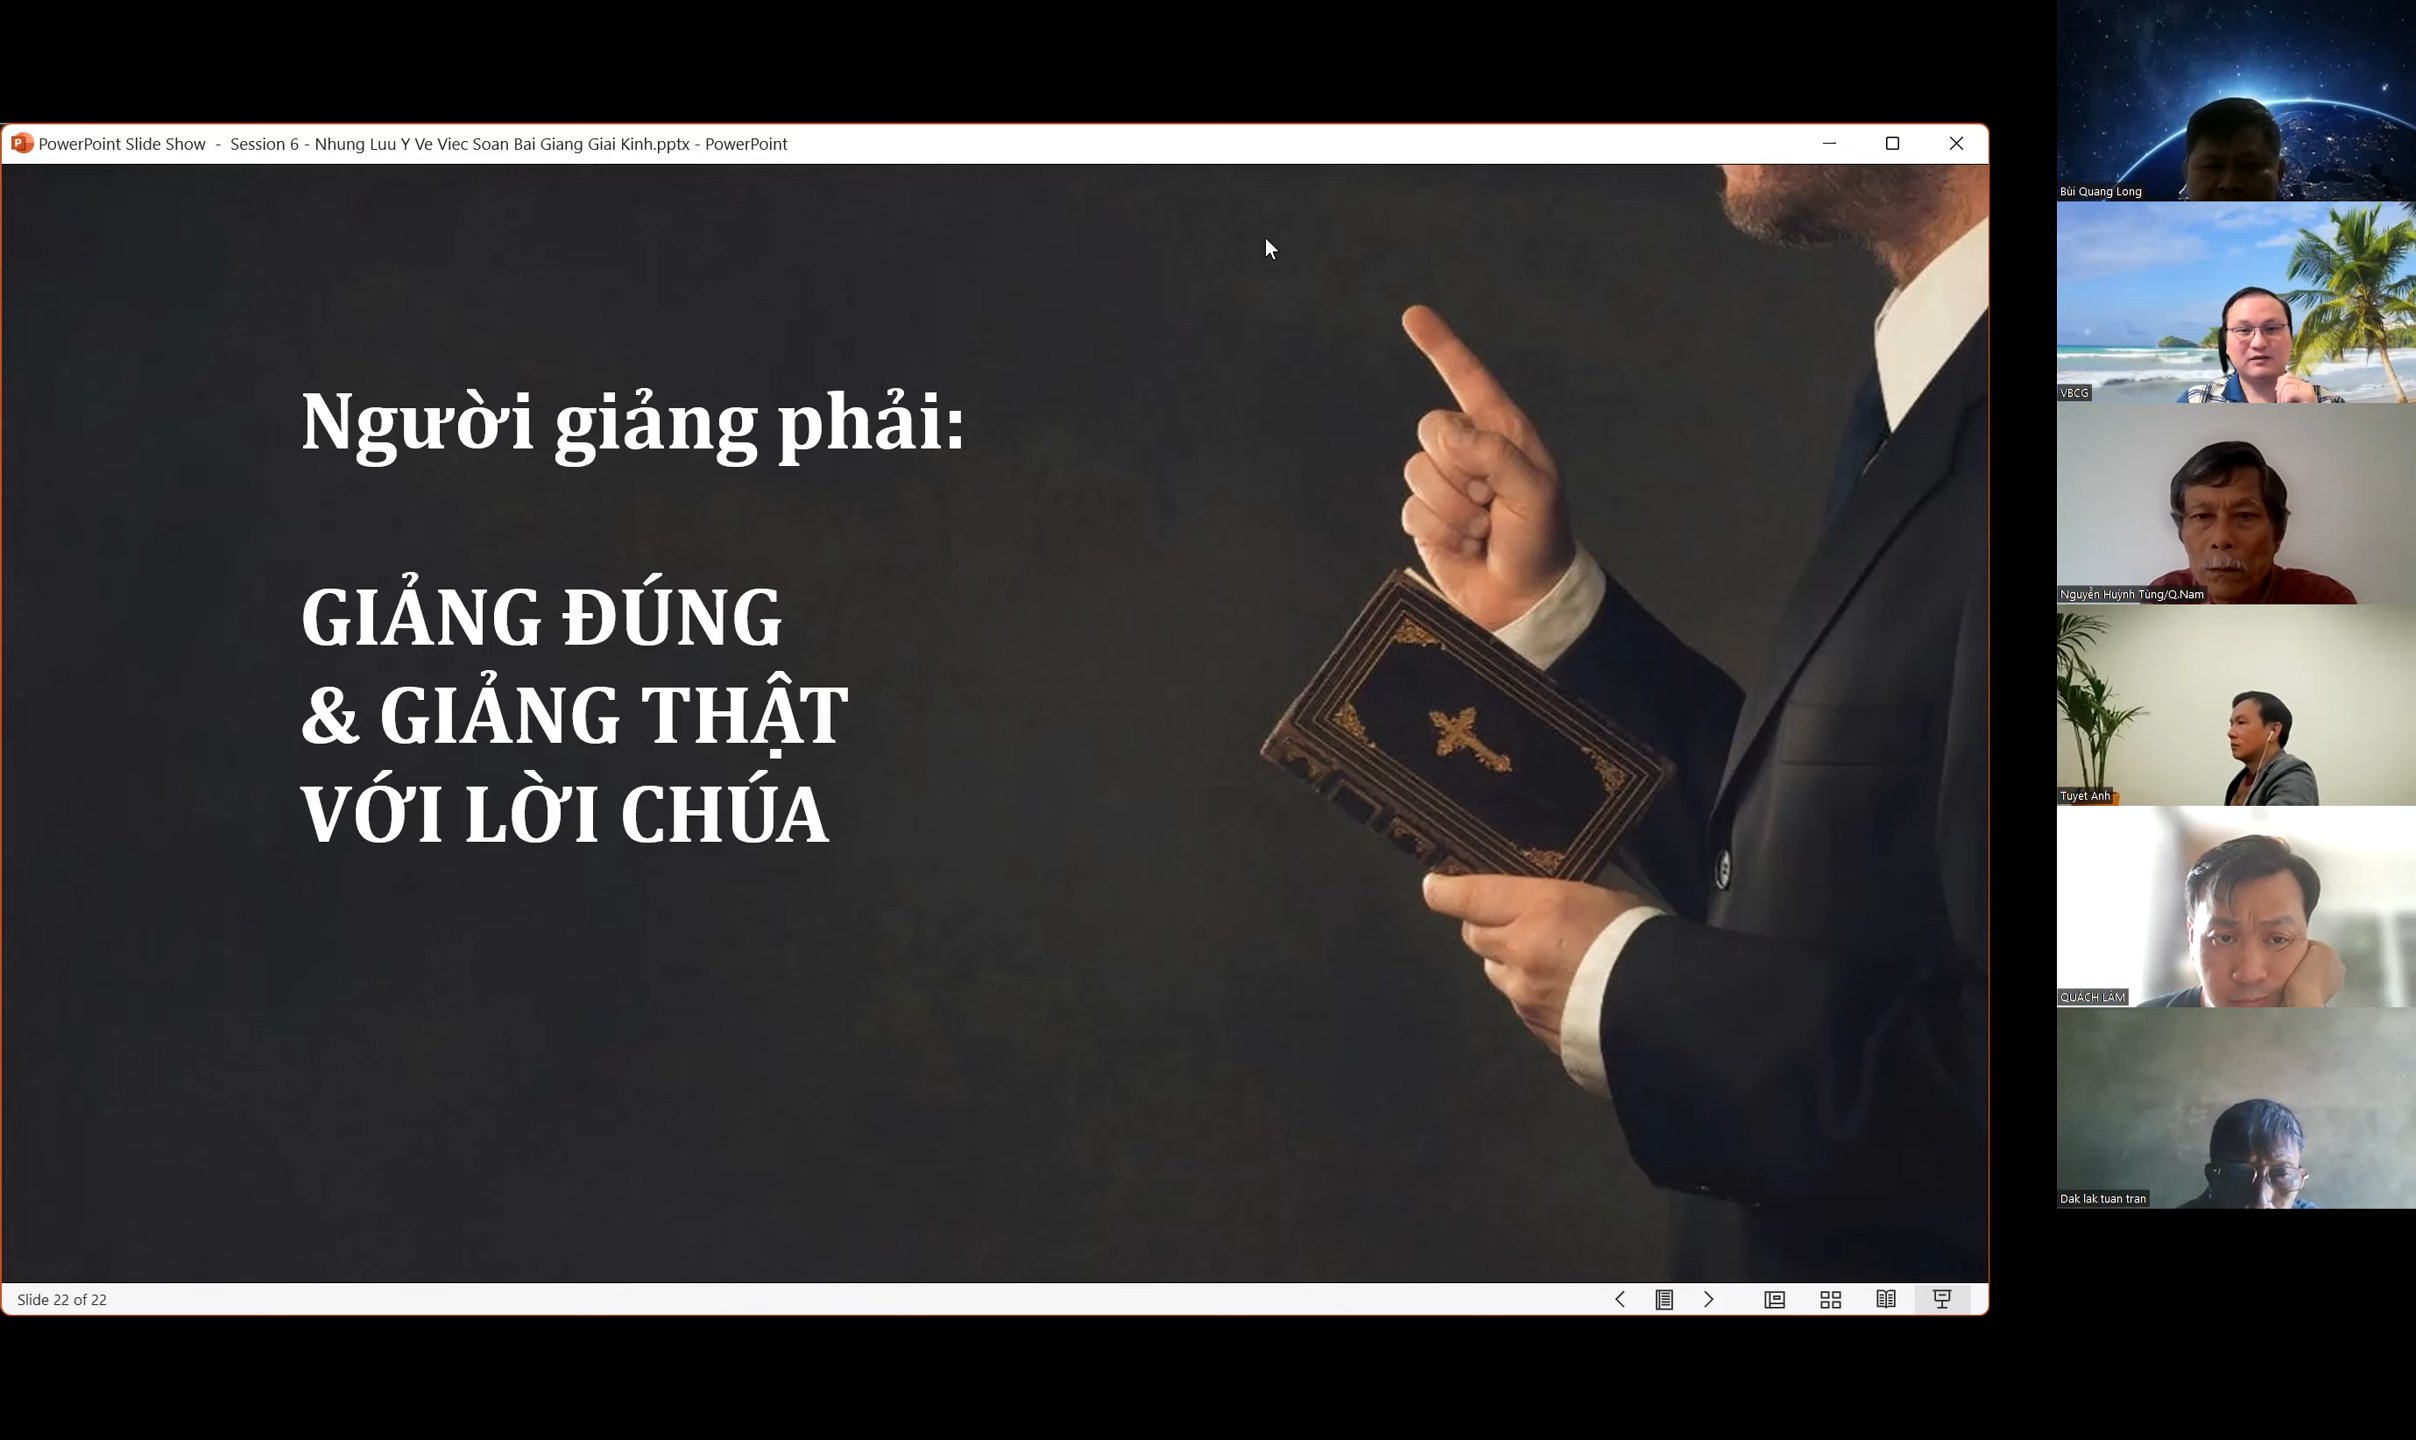 PowerPoint Slide Show - Session 6 - Nhung Luu Y Ve Viec Soan Bai Giang Giai Kinh.pptx - PowerPoint
Người giảng phải:
GIẢNG ĐÚNG
& GIẢNG THẬT
VỚI LỜI CHÚA
Slide 22 of 22
Bùi Quang Long
VBCG
Nguyễn Huỳnh Tùng/Q.Nam
Tuyet Anh
QUÁCH LÂM
Dak lak tuan tran